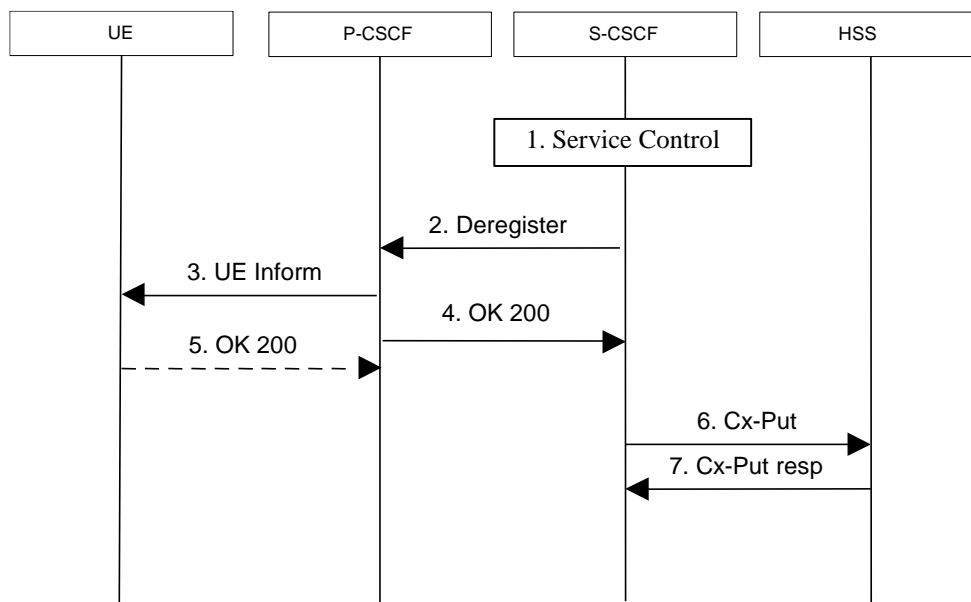 UE
P-CSCF
S-CSCF
HSS
1. Service Control
2. Deregister
3. UE Inform
4. OK 200
5. OK 200
6. Cx-Put
7. Cx-Put resp